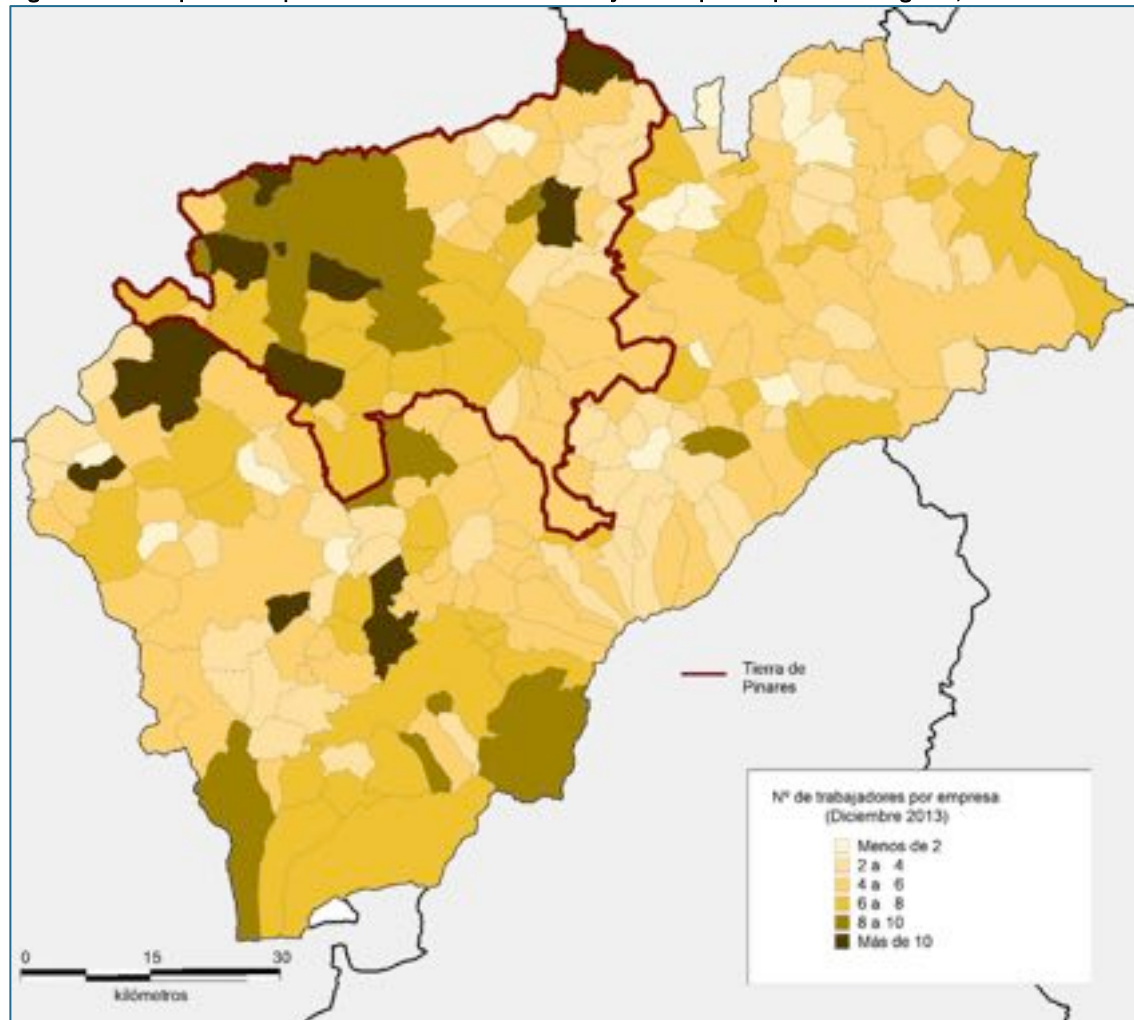 Tierra de
Pinares
Nº de trabajadores por empresa
(Diciembre 2013)
Menos de 2
2 a 4
4 a 6
6 a 8
8 a 10
Más de 10
0 15 30
kilómetros